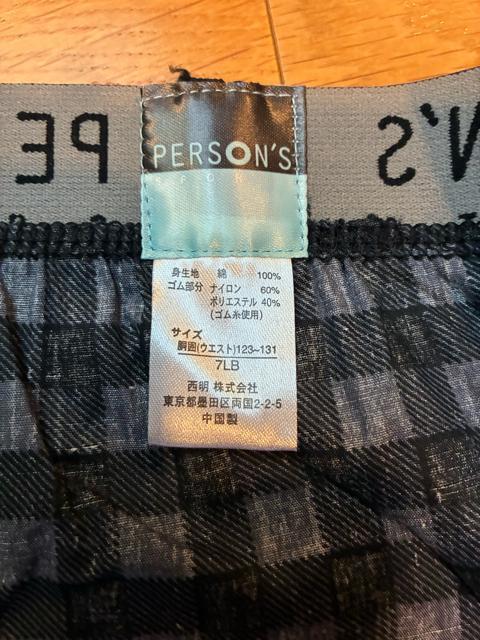 PERSON'S
PE
N'S
身生地 綿 100%
ゴム部分 ナイロン 60%
ポリエステル 40%
(ゴム糸使用)
サイズ
胴囲(ウエスト)123~131
7LB
西明 株式会社
東京都墨田区両国2-2-5
中国製